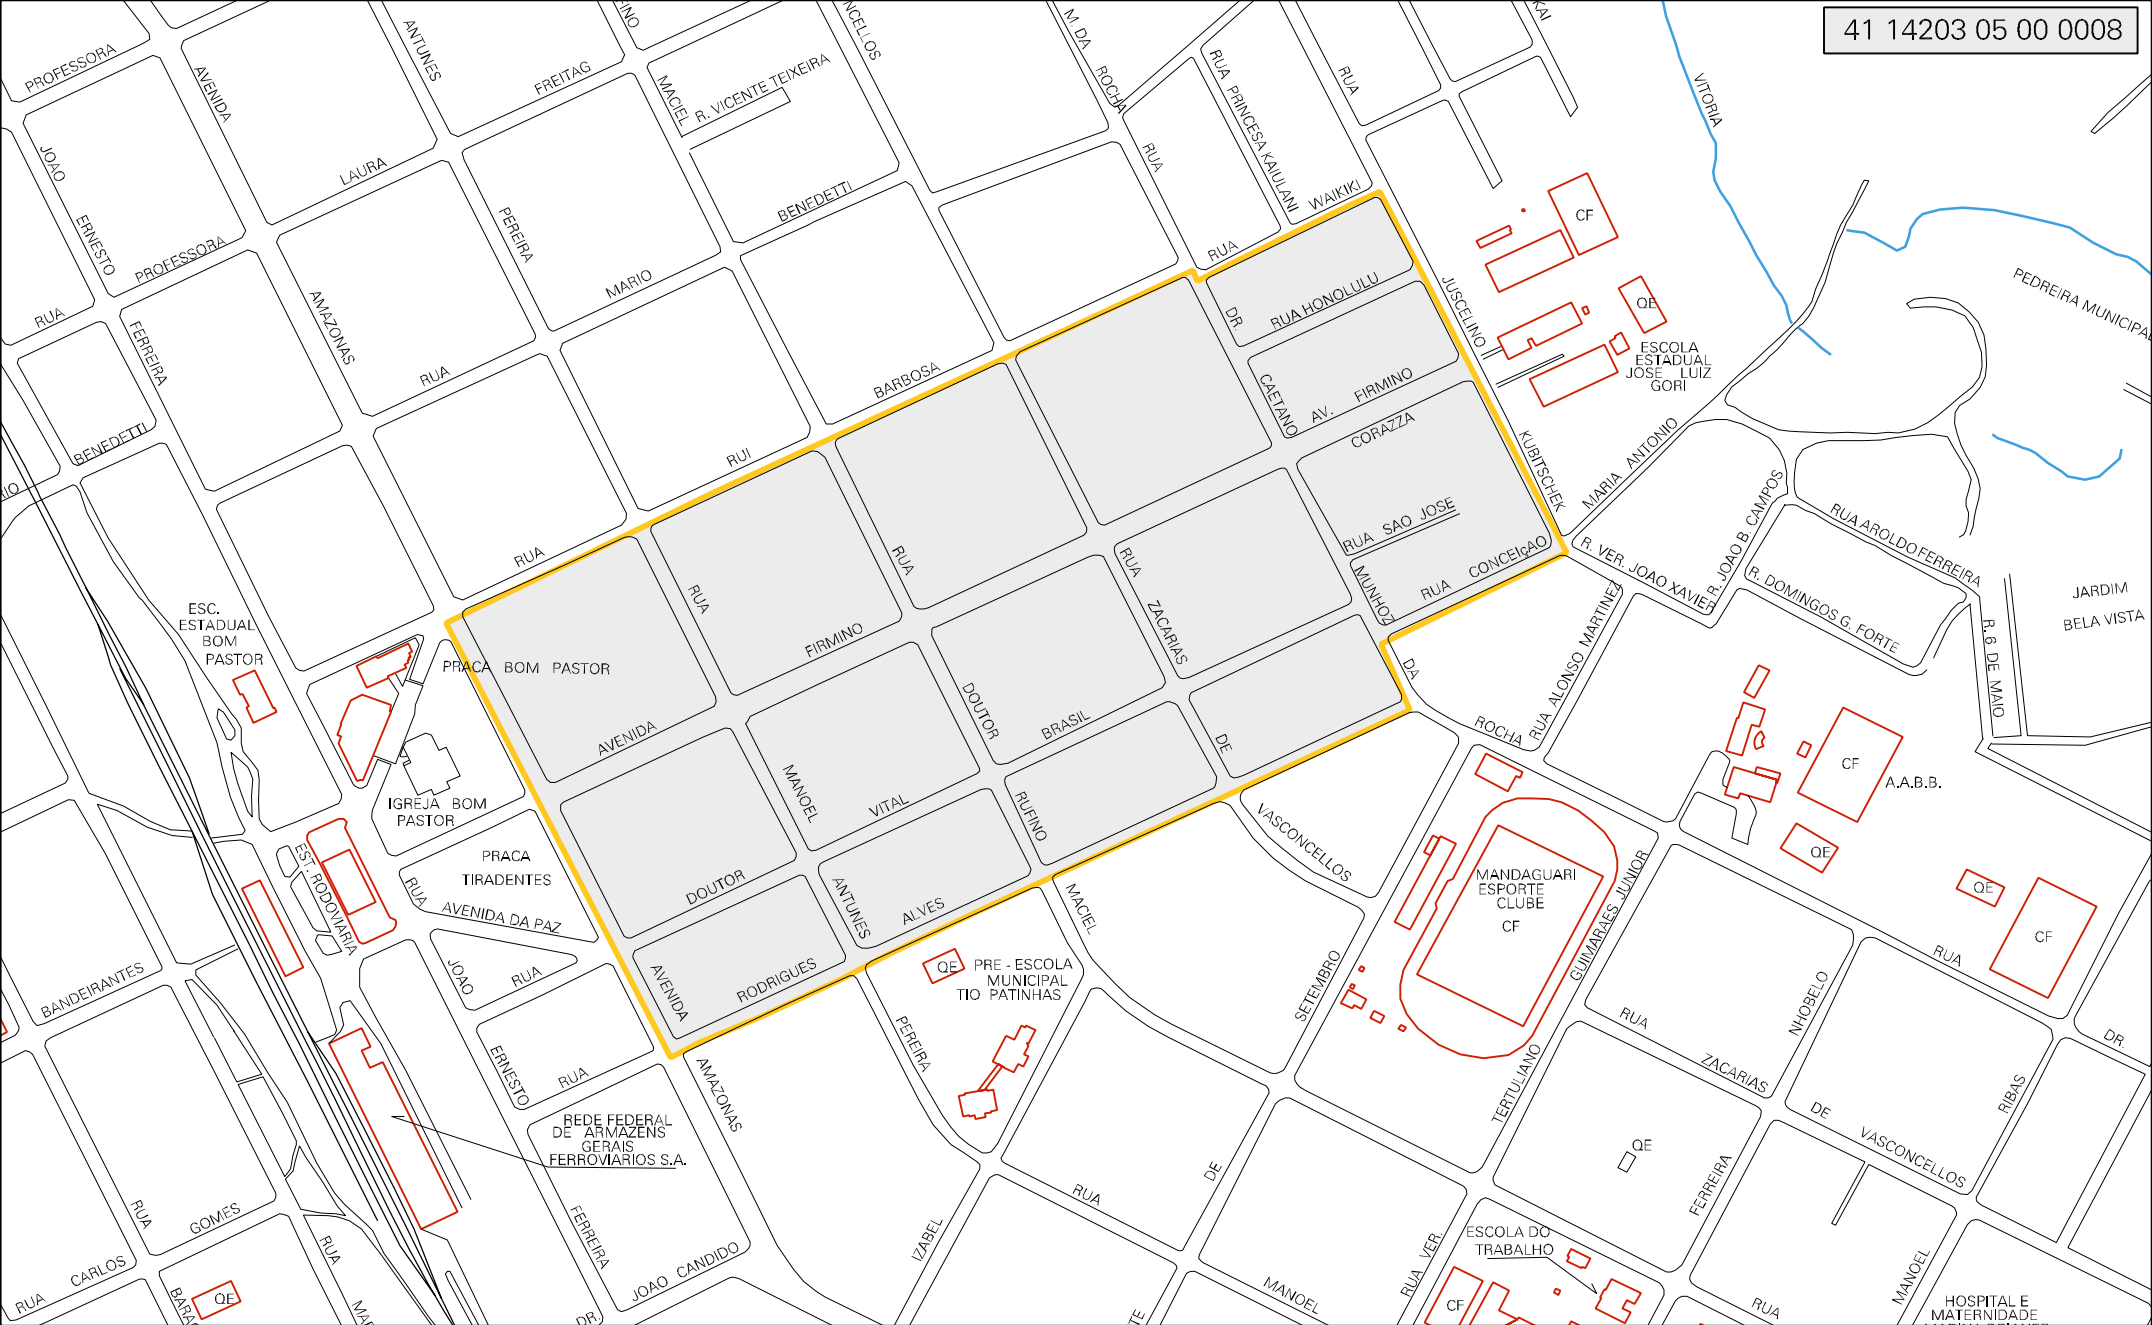 41 14203 05 00 0008
PROFESSORA
AVENIDA
ANTUNES
FREITAG
MACIEL
R. VICENTE TEIXEIRA
M. DA
ROCHA
RUA PRINCESA KAIULANI
RUA
VITORIA
JOAO
ERNESTO
LAURA
PROFESSORA
PEREIRA
BENEDETTI
RUA
RUA
WAIKIKI
CF
RUA
AMAZONAS
MARIO
FERREIRA
RUA
BARBOSA
DR.
RUA HONOLULU
JUSCELINO
QE
ESCOLA
ESTADUAL
JOSE LUIZ
GORI
PEDREIRA MUNICIPAL
BENEDETTI
RUI
CAETANO
AV. FIRMINO
CORAZZA
KUBITSCHEK
MARIA ANTONIO
RUA
RUA
RUA SAO JOSE
RUA CONCEIÇAO
MUNHOZ
R. VER. JOAO XAVIER
R. JOAO B. CAMPOS
RUA AROLDO FERREIRA
R. DOMINGOS G. FORTE
JARDIM
BELA VISTA
R. 6 DE MAIO
ESC.
ESTADUAL
BOM
PASTOR
PRACA BOM PASTOR
RUA
FIRMINO
RUA
ZACARIAS
AVENIDA
DOUTOR
BRASIL
DE
DA
ROCHA
RUA ALONSO MARTINEZ
IGREJA BOM
PASTOR
MANOEL
VITAL
RUFINO
VASCONCELLOS
CF
A.A.B.B.
QE
PRACA
TIRADENTES
EST. RODOVIARIA
RUA
AVENIDA DA PAZ
DOUTOR
ANTUNES
ALVES
MACIEL
MANDAGUARI
ESPORTE
CLUBE
CF
GUIMARAES JUNIOR
QE
CF
RUA
BANDEIRANTES
JOAO
RUA
AVENIDA
RODRIGUES
QE
PRE - ESCOLA
MUNICIPAL
TIO PATINHAS
SETEMBRO
NHOBELO
RUA
ZACARIAS
DR.
ERNESTO
RUA
AMAZONAS
PEREIRA
TERTULIANO
DE
VASCONCELLOS
RIBAS
REDE FEDERAL
DE ARMAZENS
GERAIS
FERROVIARIOS S.A.
QE
RUA
GOMES
CARLOS
RUA
RUA
FERREIRA
JOAO CANDIDO
DR.
IZABEL
RUA
DE
MANOEL
RUA VER.
ESCOLA DO
TRABALHO
FERREIRA
MANOEL
RUA
QE
CF
HOSPITAL E
MATERNIDADE